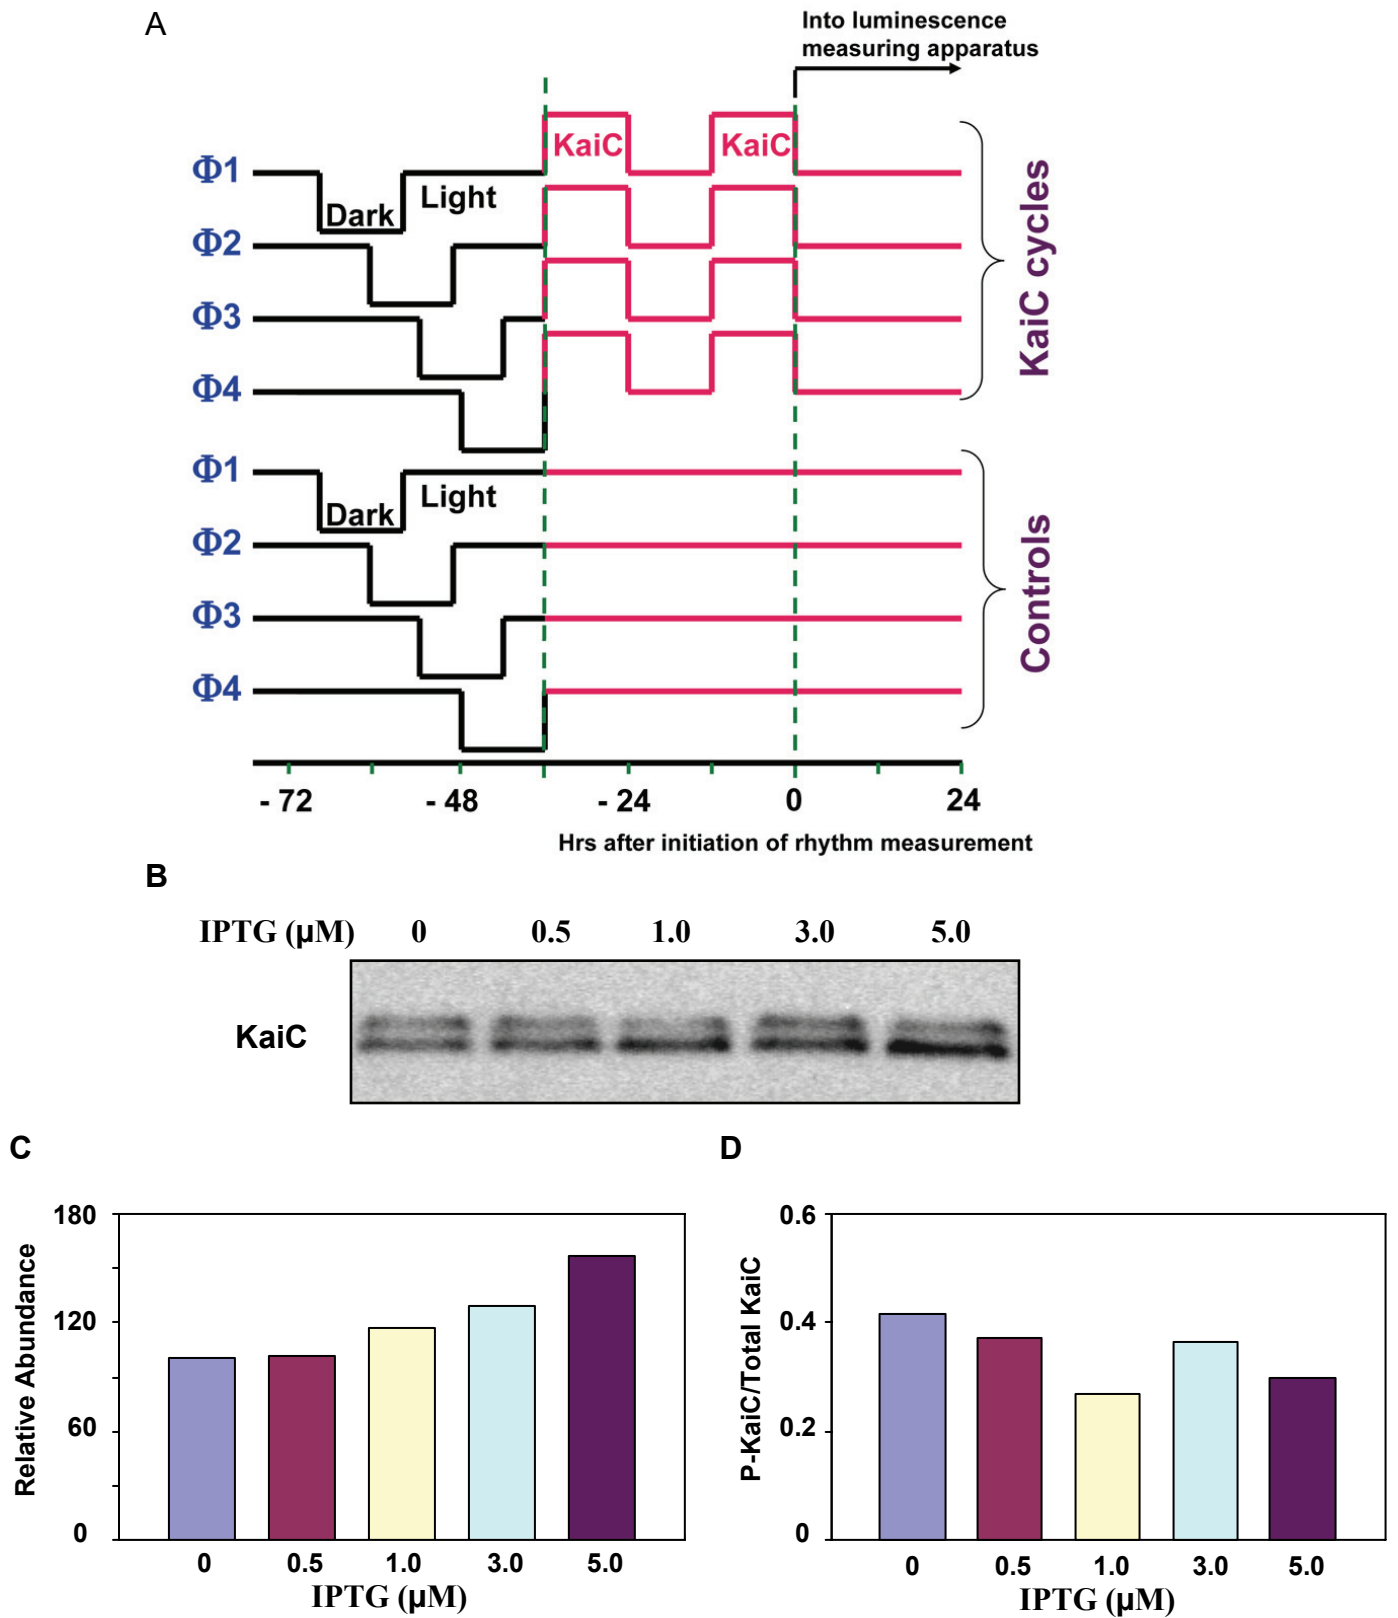 A
Into luminescence
measuring apparatus
KaiC KaiC
Φ1
Dark Light
Φ2
Φ3
Φ4
KaiC cycles
Φ1
Dark Light
Φ2
Φ3
Φ4
Controls
- 72 - 48 - 24 0 24
Hrs after initiation of rhythm measurement
B
IPTG (µM) 0 0.5 1.0 3.0 5.0
KaiC
C
Relative Abundance
180
120
60
0
0 0.5 1.0 3.0 5.0
IPTG (µM)
D
P-KaiC/Total KaiC
0.6
0.4
0.2
0
0 0.5 1.0 3.0 5.0
IPTG (µM)